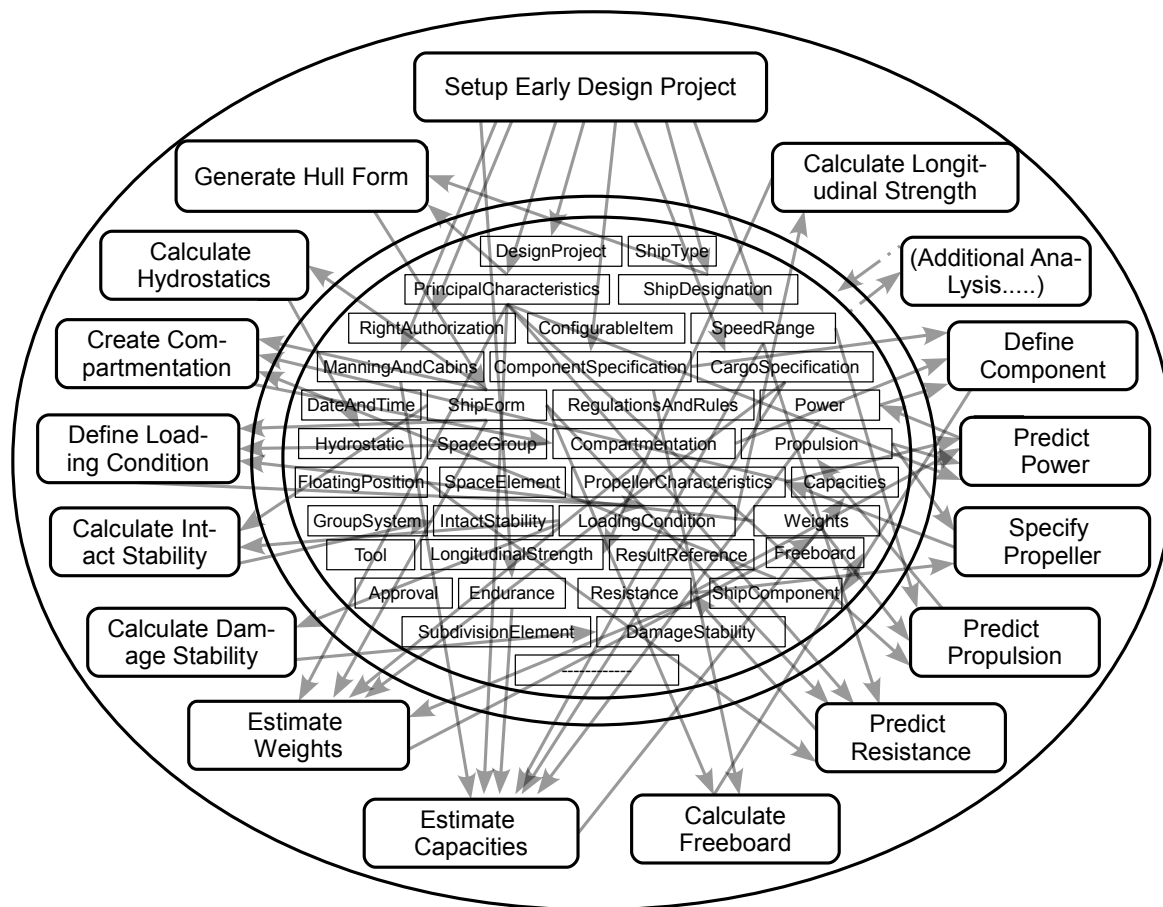 Setup Early Design Project
Generate Hull Form
Calculate Longit-
udinal Strength
Calculate
Hydrostatics
(Additional Ana-
Lysis.....)
Create Com-
partmentation
Define
Component
Define Load-
ing Condition
Predict
Power
Calculate Int-
act Stability
Specify
Propeller
Calculate Dam-
age Stability
Predict
Propulsion
Estimate
Weights
Predict
Resistance
Estimate
Capacities
Calculate
Freeboard
DesignProject ShipType
PrincipalCharacteristics ShipDesignation
RightAuthorization ConfigurableItem SpeedRange
ManningAndCabins ComponentSpecification CargoSpecification
DateAndTime ShipForm RegulationsAndRules Power
Hydrostatic SpaceGroup Compartmentation Propulsion
FloatingPosition SpaceElement PropellerCharacteristics Capacities
GroupSystem IntactStability LoadingCondition Weights
Tool LongitudinalStrength ResultReference Freeboard
Approval Endurance Resistance ShipComponent
SubdivisionElement DamageStability
------------